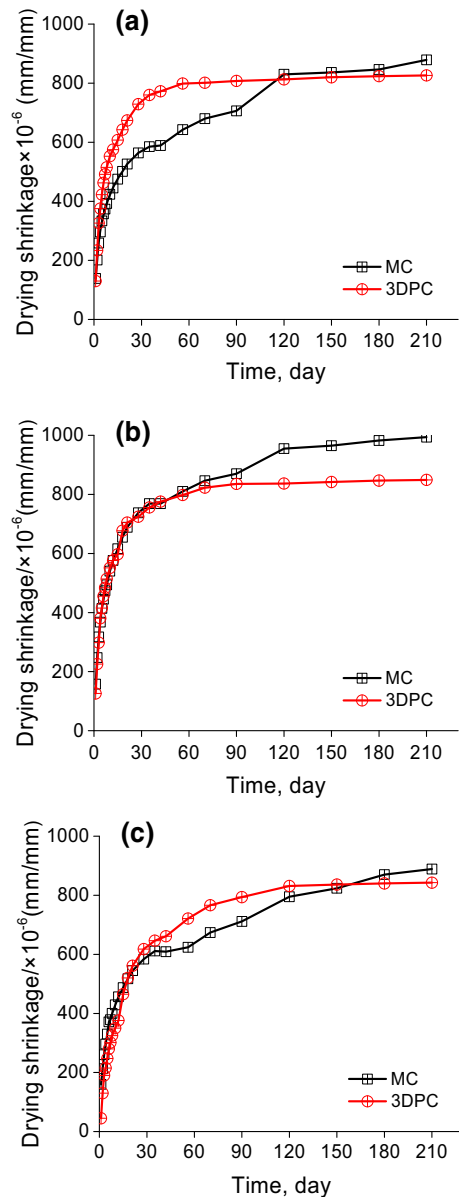 (a)
Drying shrinkage×10⁻⁶ (mm/mm)
1000
800
600
400
200
0
MC
3DPC
0 30 60 90 120 150 180 210
Time, day
(b)
Drying shrinkage/×10⁻⁶(mm/mm)
1000
800
600
400
200
0
MC
3DPC
0 30 60 90 120 150 180 210
Time, day
(c)
Drying shrinkage/×10⁻⁶(mm/mm)
1000
800
600
400
200
0
MC
3DPC
0 30 60 90 120 150 180 210
Time, day